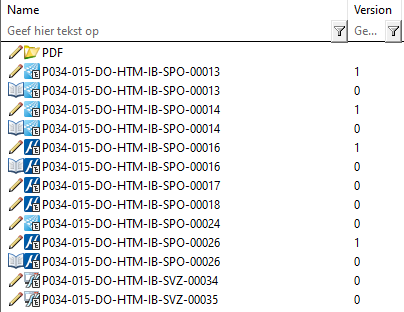 Name Version
Geef hier tekst op Ge...
PDF
P034-015-DO-HTM-IB-SPO-00013 1
P034-015-DO-HTM-IB-SPO-00013 0
P034-015-DO-HTM-IB-SPO-00014 1
P034-015-DO-HTM-IB-SPO-00014 0
P034-015-DO-HTM-IB-SPO-00016 1
P034-015-DO-HTM-IB-SPO-00016 0
P034-015-DO-HTM-IB-SPO-00017 0
P034-015-DO-HTM-IB-SPO-00018 0
P034-015-DO-HTM-IB-SPO-00024 0
P034-015-DO-HTM-IB-SPO-00026 1
P034-015-DO-HTM-IB-SPO-00026 0
P034-015-DO-HTM-IB-SVZ-00034 0
P034-015-DO-HTM-IB-SVZ-00035 0